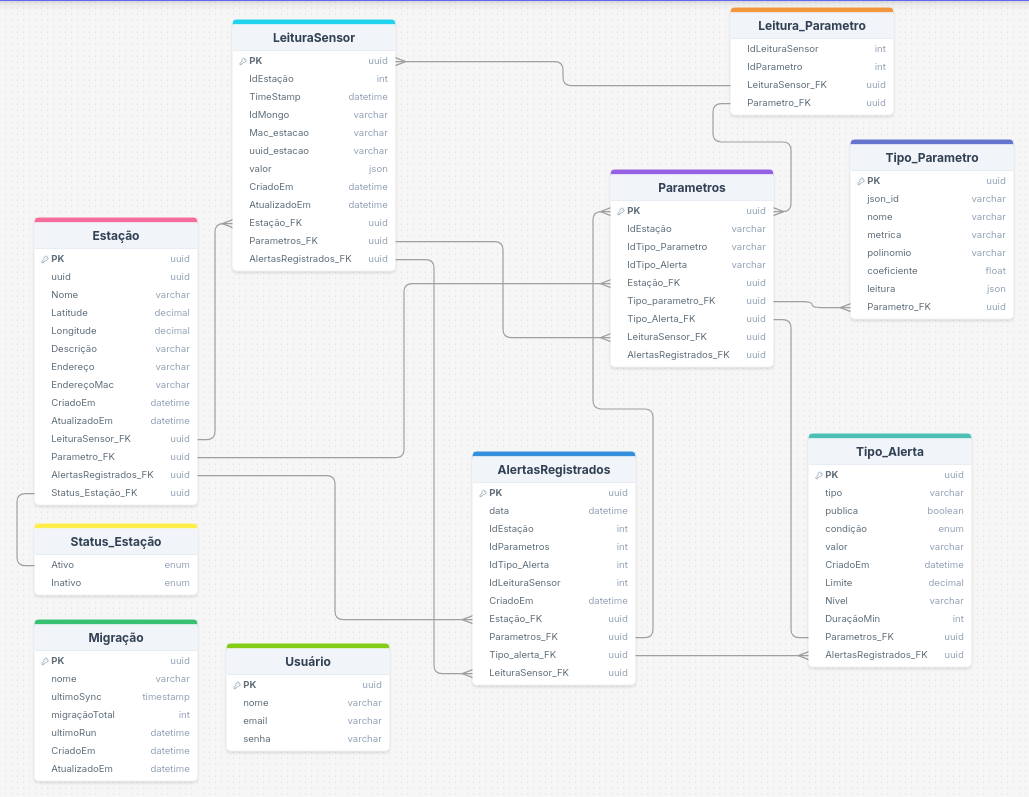 LeituraSensor
PK uuid
IdEstação int
TimeStamp datetime
IdMongo varchar
Mac_estacao varchar
uuid_estacao varchar
valor json
CriadoEm datetime
AtualizadoEm datetime
Estação_FK uuid
Parametros_FK uuid
AlertasRegistrados_FK uuid
Leitura_Parametro
IdLeituraSensor int
IdParametro int
LeituraSensor_FK uuid
Parametro_FK uuid
Tipo_Parametro
PK uuid
json_id varchar
nome varchar
metrica varchar
polinomio varchar
coeficiente float
leitura json
Parametro_FK uuid
Parametros
PK uuid
IdEstação varchar
IdTipo_Parametro varchar
IdTipo_Alerta varchar
Estação_FK uuid
Tipo_parametro_FK uuid
Tipo_Alerta_FK uuid
LeituraSensor_FK uuid
AlertasRegistrados_FK uuid
Estação
PK uuid
uuid uuid
Nome varchar
Latitude decimal
Longitude decimal
Descrição varchar
Endereço varchar
EndereçoMac varchar
CriadoEm datetime
AtualizadoEm datetime
LeituraSensor_FK uuid
Parametro_FK uuid
AlertasRegistrados_FK uuid
Status_Estação_FK uuid
Status_Estação
Ativo enum
Inativo enum
AlertasRegistrados
PK uuid
data datetime
IdEstação int
IdParametros int
IdTipo_Alerta int
IdLeituraSensor int
CriadoEm datetime
Estação_FK uuid
Parametros_FK uuid
Tipo_alerta_FK uuid
LeituraSensor_FK uuid
Tipo_Alerta
PK uuid
tipo varchar
publica boolean
condição enum
valor varchar
CriadoEm datetime
Limite decimal
Nivel varchar
DuraçãoMin int
Parametros_FK uuid
AlertasRegistrados_FK uuid
Migração
PK uuid
nome varchar
ultimoSync timestamp
migraçãoTotal int
ultimoRun datetime
CriadoEm datetime
AtualizadoEm datetime
Usuário
PK uuid
nome varchar
email varchar
senha varchar